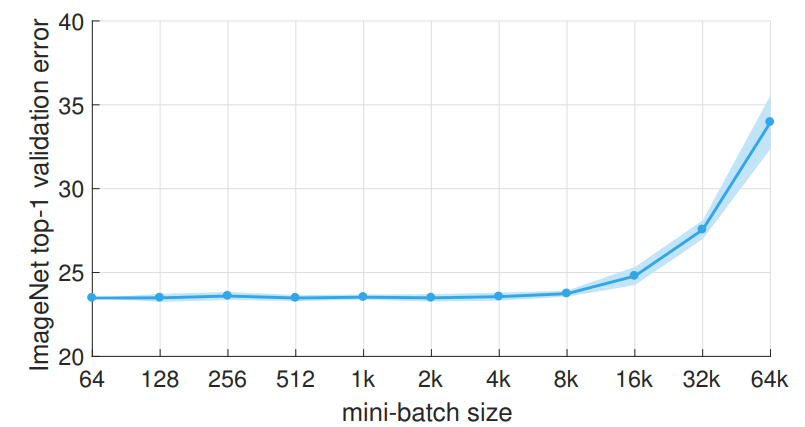 ImageNet top-1 validation error
40
35
30
25
20
64 128 256 512 1k 2k 4k 8k 16k 32k 64k
mini-batch size